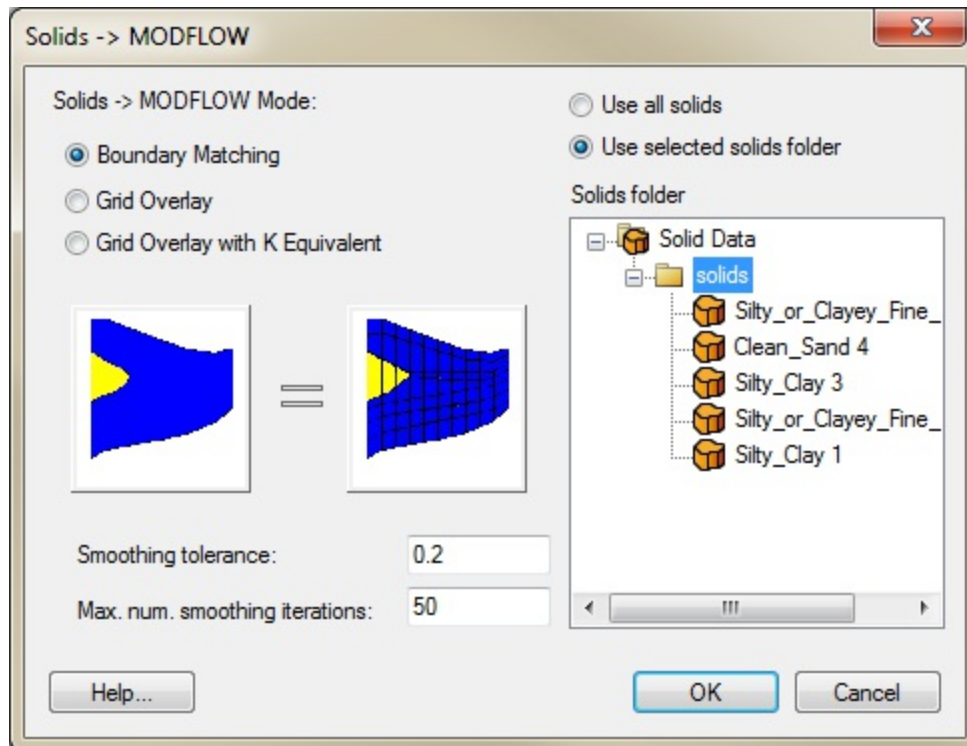 Solids -> MODFLOW
Solids -> MODFLOW Mode:
Boundary Matching
Grid Overlay
Grid Overlay with K Equivalent
Smoothing tolerance:
0.2
Max. num. smoothing iterations:
50
Use all solids
Use selected solids folder
Solids folder
Solid Data
solids
Silty_or_Clayey_Fine_
Clean_Sand 4
Silty_Clay 3
Silty_or_Clayey_Fine_
Silty_Clay 1
Help...
OK
Cancel